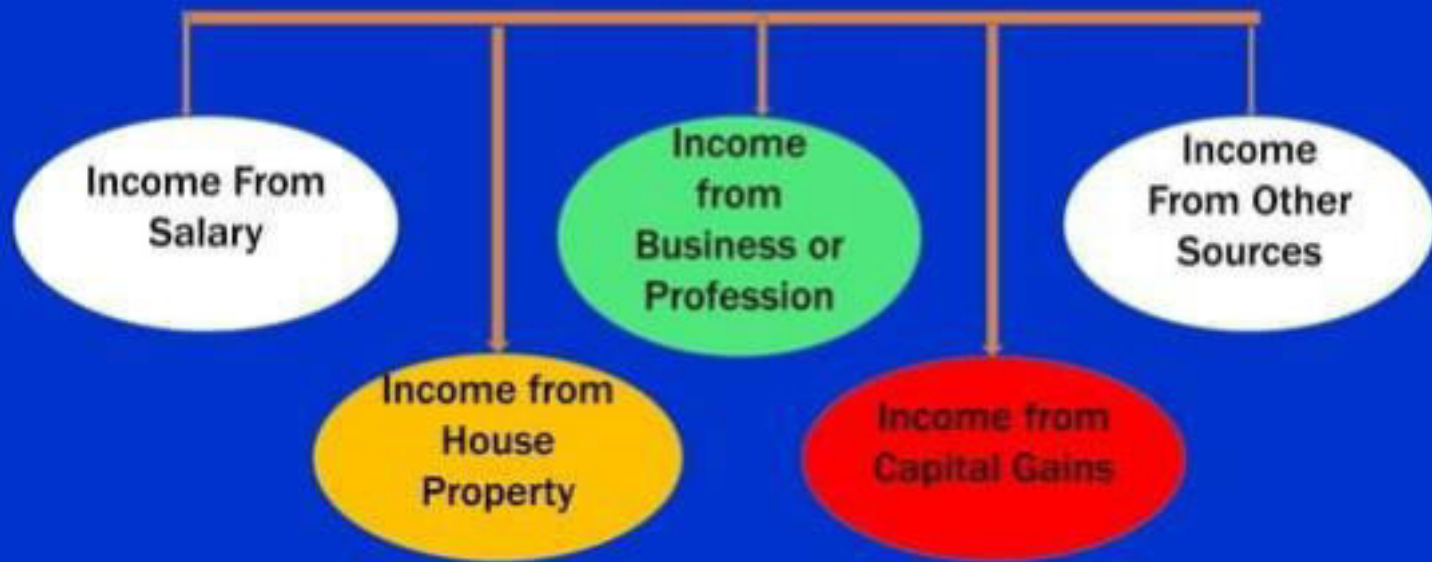 Income From
Salary
Income from
House
Property
Income
from
Business or
Profession
Income from
Capital Gains
Income
From Other
Sources